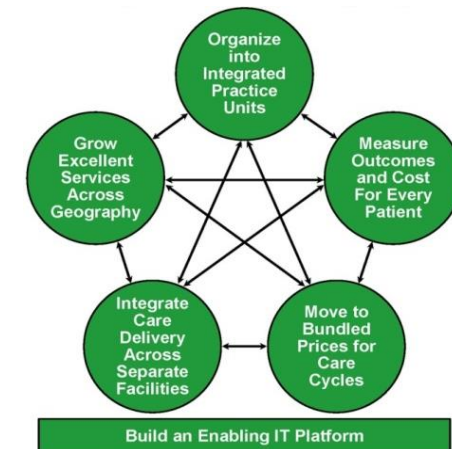 Organize
into
Integrated
Practice
Units
Grow
Excellent
Services
Across
Geography
Measure
Outcomes
and Cost
For Every
Patient
Integrate
Care
Delivery
Across
Separate
Facilities
Move to
Bundled
Prices for
Care
Cycles
Build an Enabling IT Platform